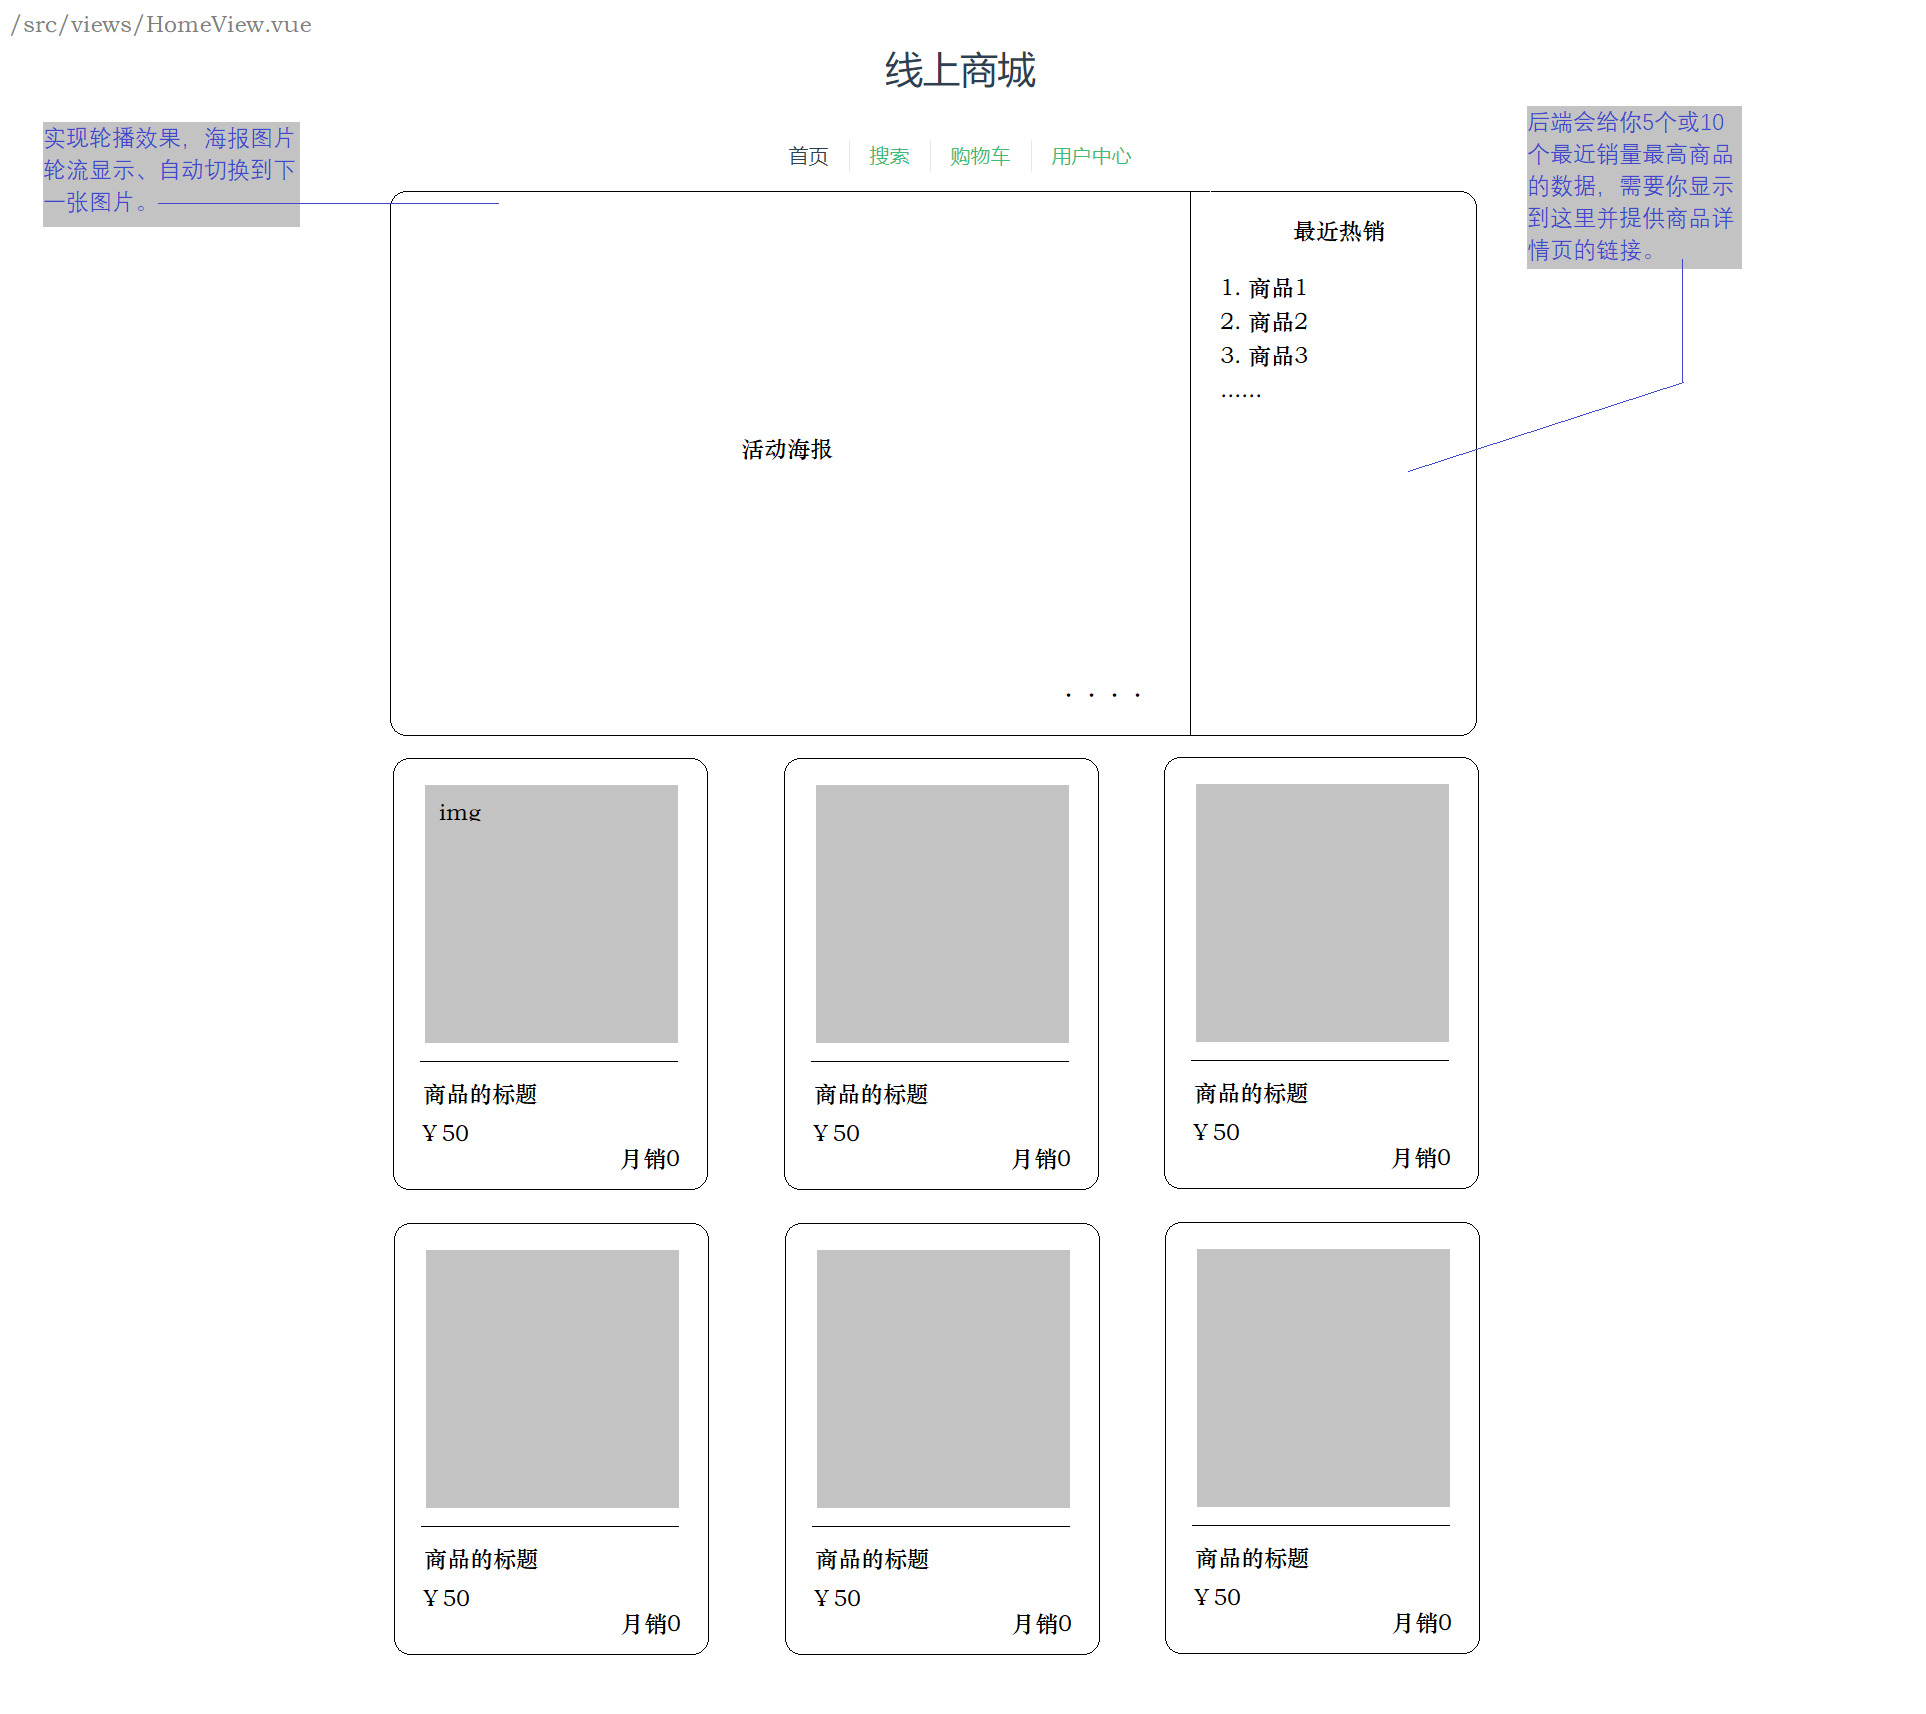 /src/views/HomeView.vue
线上商城
实现轮播效果，海报图片
轮流显示、自动切换到下
一张图片。
后端会给你5个或10
个最近销量最高商品
的数据，需要你显示
到这里并提供商品详
情页的链接。
首页 搜索 购物车 用户中心
活动海报
. . . .
最近热销
1. 商品1
2. 商品2
3. 商品3
......
img
商品的标题
¥50
月销0
商品的标题
¥50
月销0
商品的标题
¥50
月销0
商品的标题
¥50
月销0
商品的标题
¥50
月销0
商品的标题
¥50
月销0